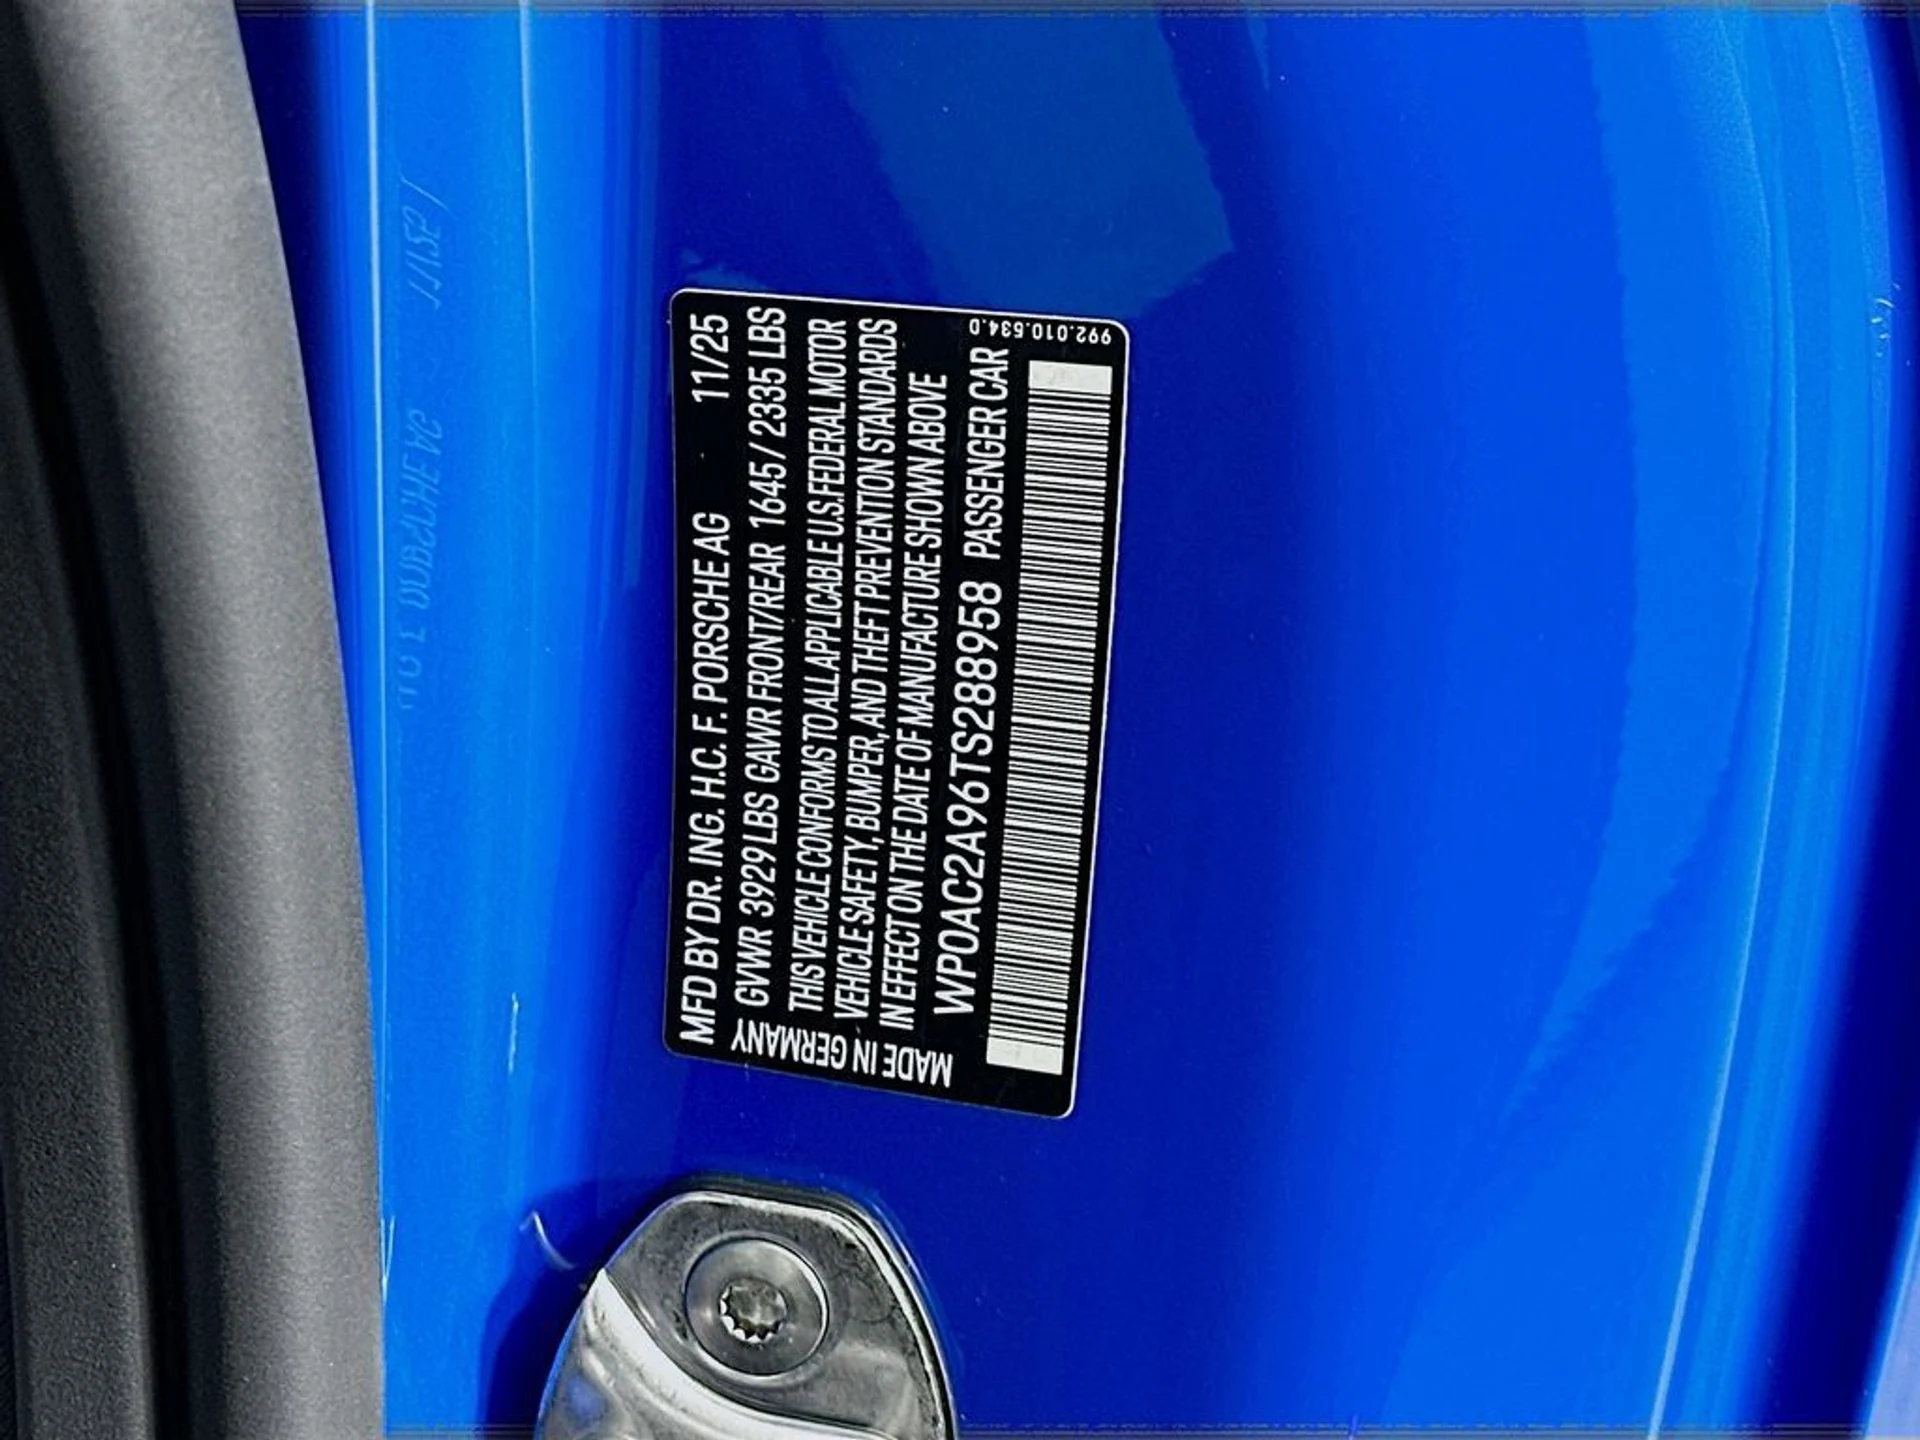 MFD BY DR. ING. H.C. F. PORSCHE AG 11/25
GVWR 3929 LBS GAWR FRONT/REAR 1645 / 2335 LBS
THIS VEHICLE CONFORMS TO ALL APPLICABLE U.S. FEDERAL MOTOR
VEHICLE SAFETY, BUMPER, AND THEFT PREVENTION STANDARDS
IN EFFECT ON THE DATE OF MANUFACTURE SHOWN ABOVE
WP0AC2A96TS288958 PASSENGER CAR
MADE IN GERMANY
992.010.534.D